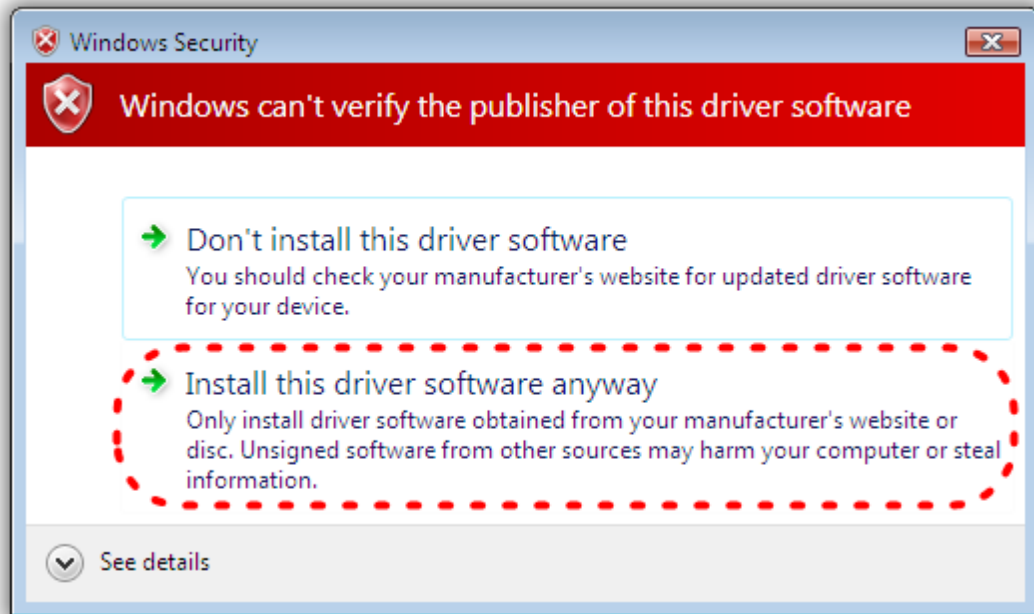 Windows Security
Windows can't verify the publisher of this driver software
Don't install this driver software
You should check your manufacturer's website for updated driver software
for your device.
Install this driver software anyway
Only install driver software obtained from your manufacturer's website or
disc. Unsigned software from other sources may harm your computer or steal
information.
See details